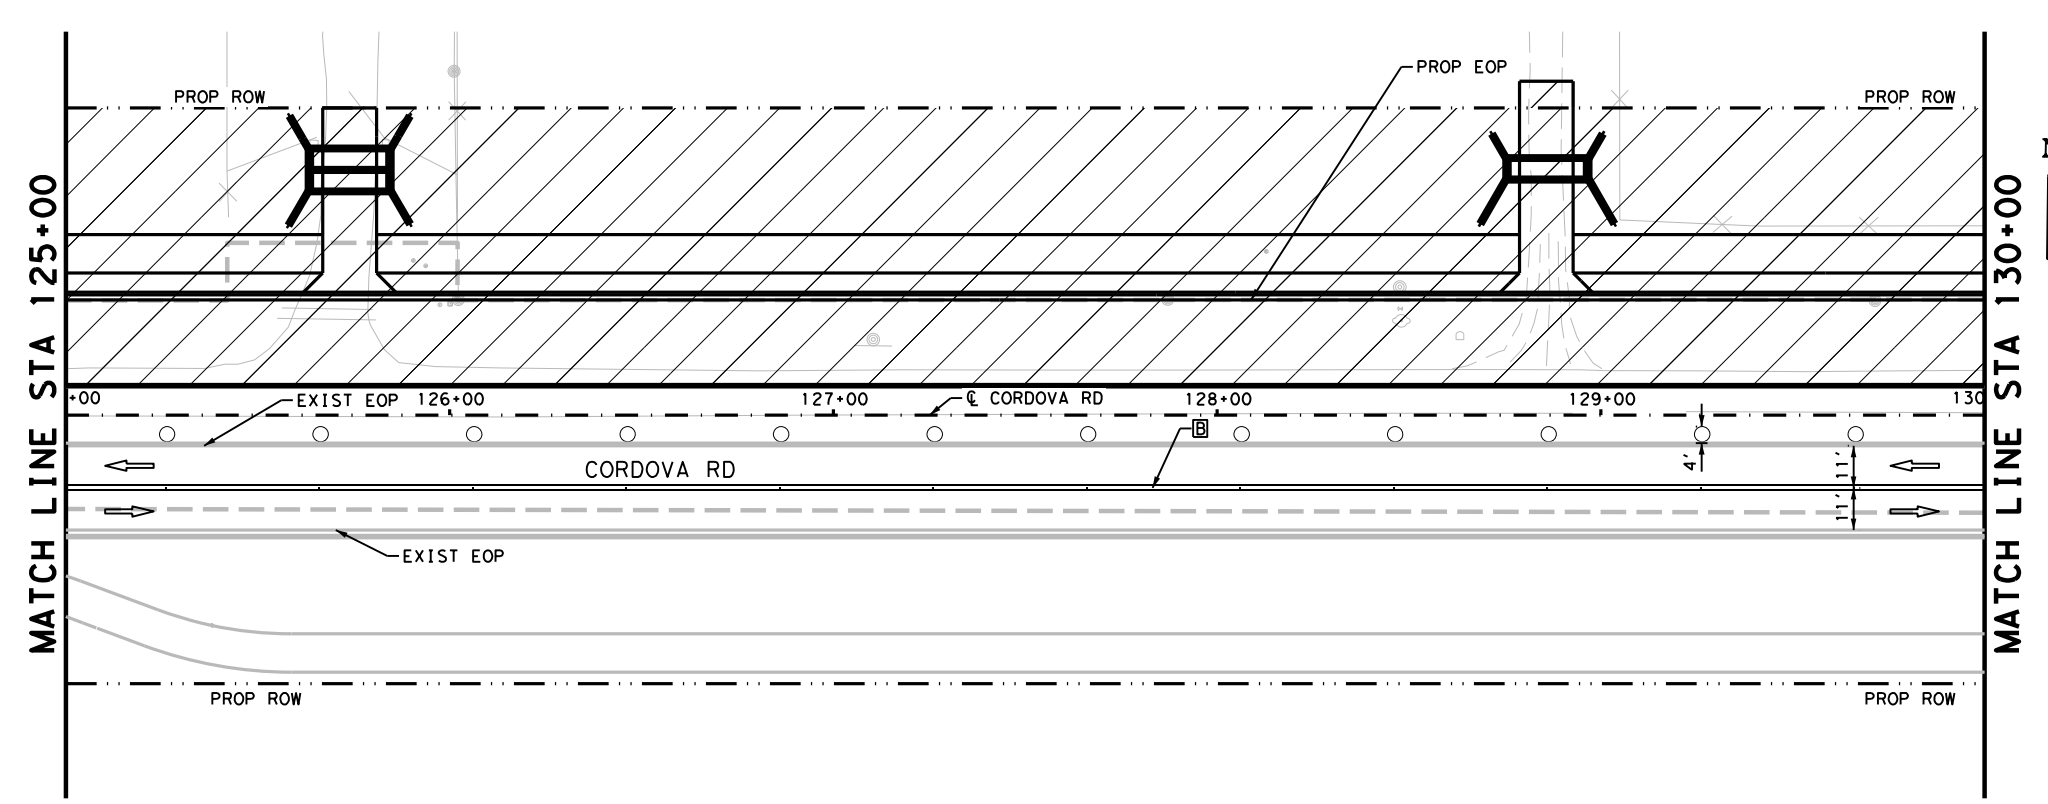 PROP EOP
PROP ROW
PROP ROW
MATCH LINE STA 125+00
MATCH LINE STA 130+00
+00
EXIST EOP
126+00
127+00
℄ CORDOVA RD
128+00
129+00
130
B
4'
11'
CORDOVA RD
11'
EXIST EOP
PROP ROW
PROP ROW